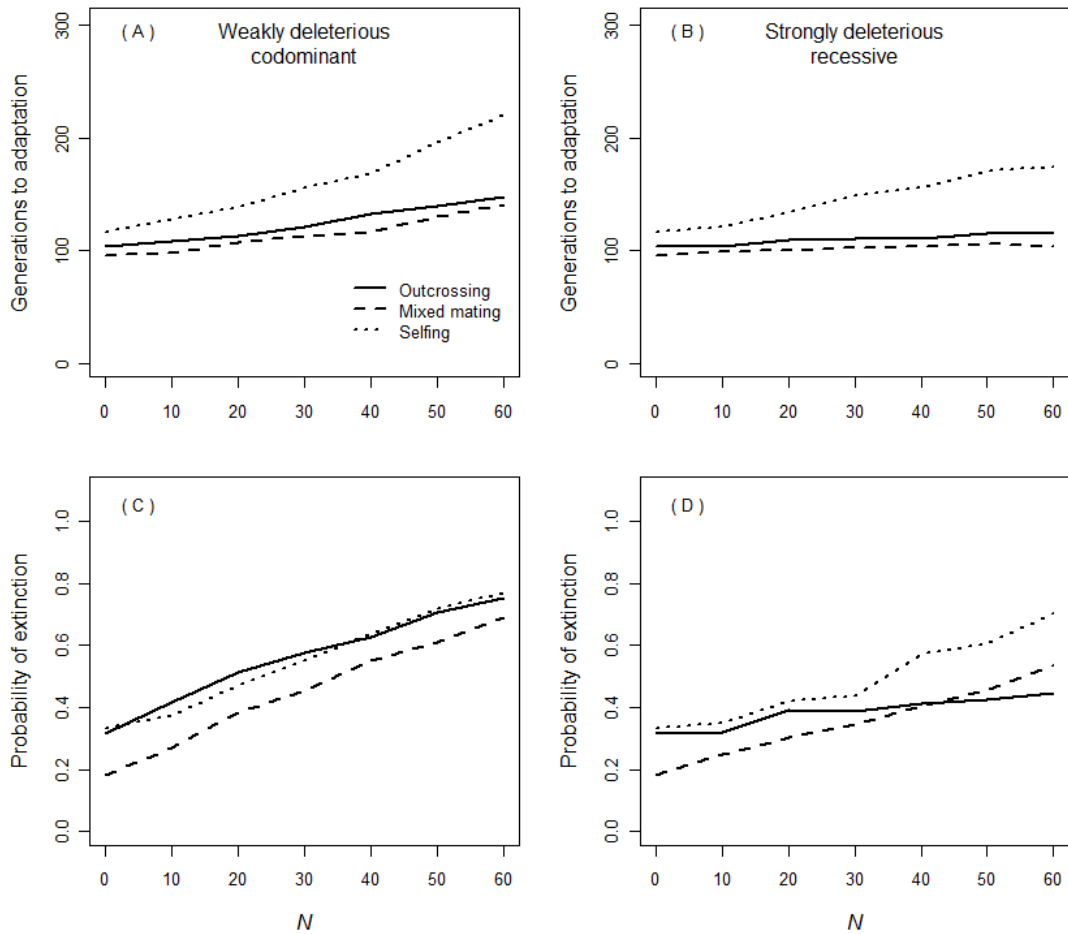 ( A )
Weakly deleterious
codominant
Generations to adaptation
300
200
100
0
Outcrossing
Mixed mating
Selfing
0 10 20 30 40 50 60
( B )
Strongly deleterious
recessive
Generations to adaptation
300
200
100
0
0 10 20 30 40 50 60
( C )
Probability of extinction
1.0
0.8
0.6
0.4
0.2
0.0
0 10 20 30 40 50 60
N
( D )
Probability of extinction
1.0
0.8
0.6
0.4
0.2
0.0
0 10 20 30 40 50 60
N